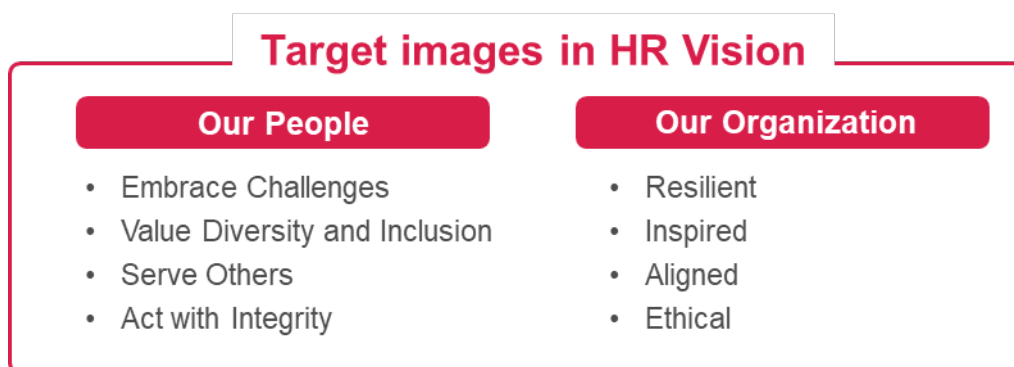 Target images in HR Vision
Our People
• Embrace Challenges
• Value Diversity and Inclusion
• Serve Others
• Act with Integrity
Our Organization
• Resilient
• Inspired
• Aligned
• Ethical